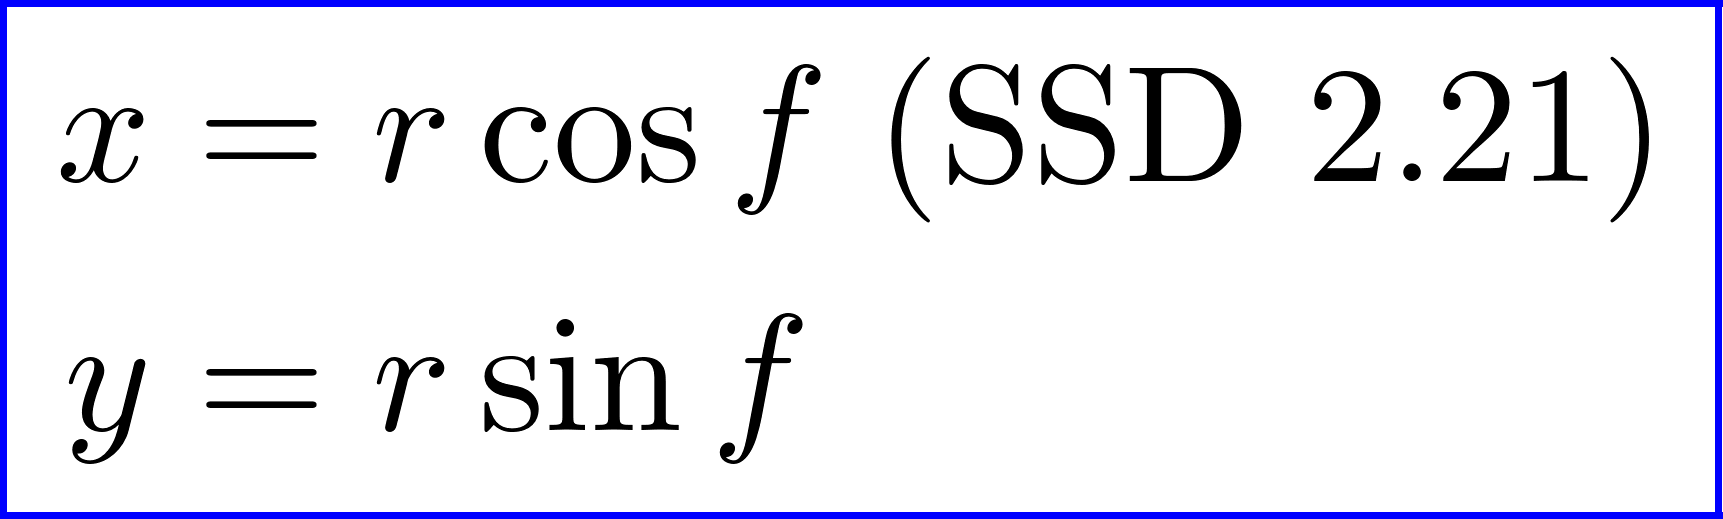 x = r cos f (SSD 2.21)
y = r sin f